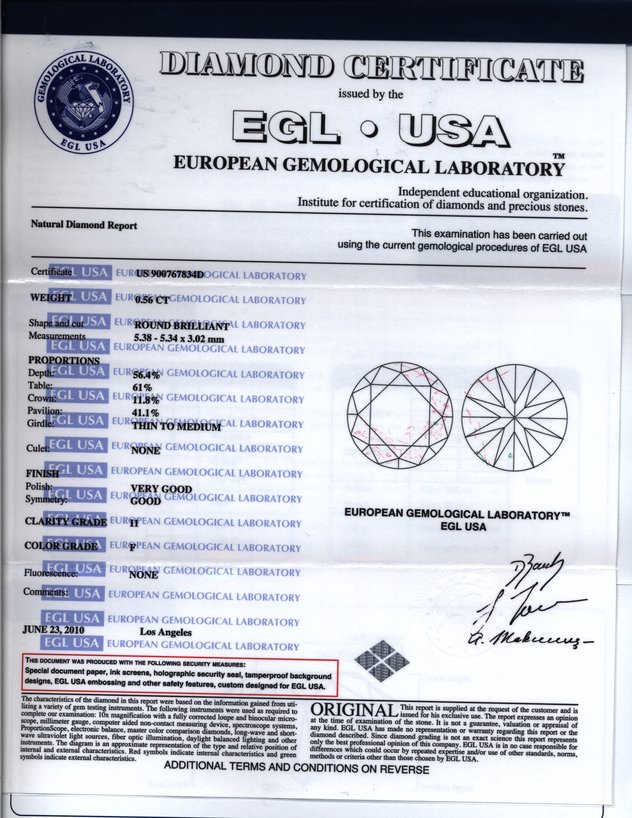 GEMOLOGICAL LABORATORY
EGL USA
DIAMOND CERTIFICATE
issued by the
EGL • USA
EUROPEAN GEMOLOGICAL LABORATORY™
Independent educational organization.
Institute for certification of diamonds and precious stones.
Natural Diamond Report
This examination has been carried out
using the current gemological procedures of EGL USA
Certificate US 900767834D
WEIGHT 0.56 CT
Shape and cut ROUND BRILLIANT
Measurements 5.38 - 5.34 x 3.02 mm
PROPORTIONS
Depth: 56.4%
Table: 61%
Crown: 11.8%
Pavilion: 41.1%
Girdle: THIN TO MEDIUM
Culet: NONE
FINISH
Polish: VERY GOOD
Symmetry: GOOD
CLARITY GRADE I1
COLOR GRADE F
Fluorescence: NONE
Comments:
JUNE 23, 2010 Los Angeles
EGL USA EUROPEAN GEMOLOGICAL LABORATORY
EUROPEAN GEMOLOGICAL LABORATORY™
EGL USA
THIS DOCUMENT WAS PRODUCED WITH THE FOLLOWING SECURITY MEASURES:
Special document paper, ink screens, holographic security seal, tamperproof background
designs, EGL USA embossing and other safety features, custom designed for EGL USA.
The characteristics of the diamond in this report were based on the information gained from uti-
lizing a variety of gem testing instruments. The following instruments were used as required to
complete our examination: 10x magnification with a fully corrected loupe and binocular micro-
scope, millimeter gauge, computer aided non-contact measuring device, spectroscope systems,
ProportionScope, electronic balance, master color comparison diamonds, long-wave and short-
wave ultraviolet light sources, fiber optic illumination, daylight balanced lighting and other
instruments. The diagram is an approximate representation of the type and relative position of
internal and external characteristics. Red symbols indicate internal characteristics and green
symbols indicate external characteristics.
ORIGINAL This report is supplied at the request of the customer and is
issued for his exclusive use. The report expresses an opinion
at the time of examination of the stone. It is not a guarantee, valuation or appraisal of
any kind. EGL USA has made no representation or warranty regarding this report or the
diamond described. Since diamond grading is not an exact science this report represents
only the best professional opinion of this company. EGL USA is in no case responsible for
differences which could occur by repeated expertise and/or use of other standards, norms,
methods or criteria other than those chosen by EGL USA.
ADDITIONAL TERMS AND CONDITIONS ON REVERSE